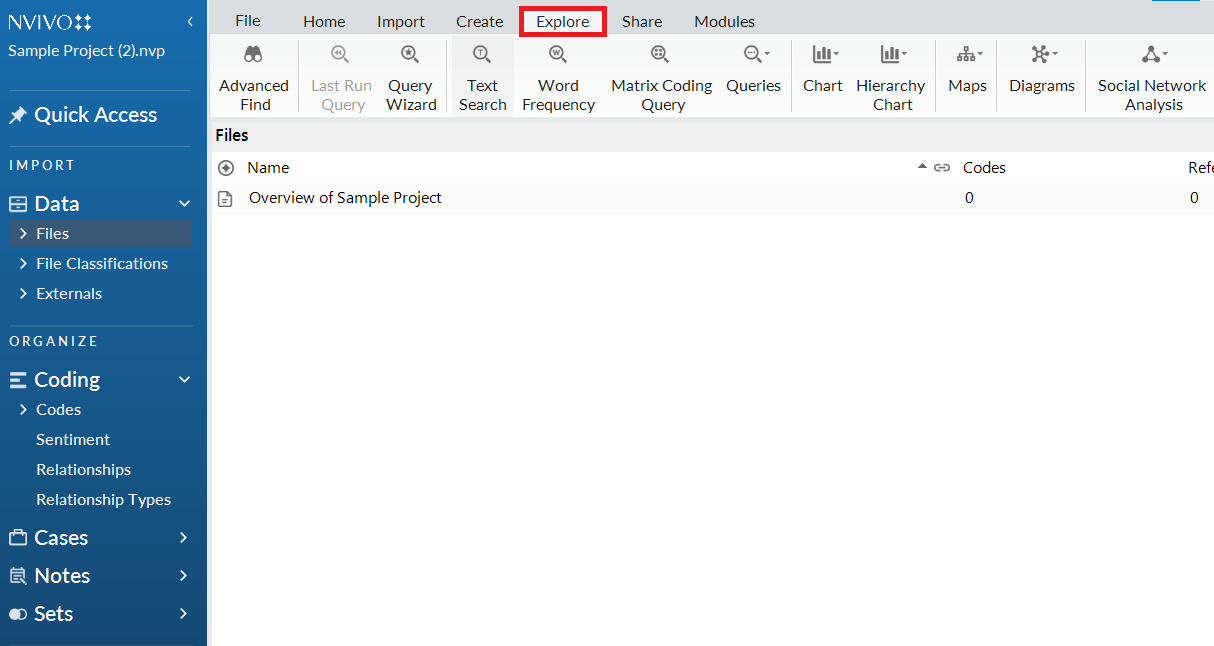 NVIVO
Sample Project (2).nvp
Quick Access
IMPORT
Data
Files
File Classifications
Externals
ORGANIZE
Coding
Codes
Sentiment
Relationships
Relationship Types
Cases
Notes
Sets
File Home Import Create Explore Share Modules
Advanced Find
Last Run Query
Query Wizard
Text Search
Word Frequency
Matrix Coding Query
Queries
Chart
Hierarchy Chart
Maps
Diagrams
Social Network Analysis
Files
Name Codes Refe
Overview of Sample Project 0 0